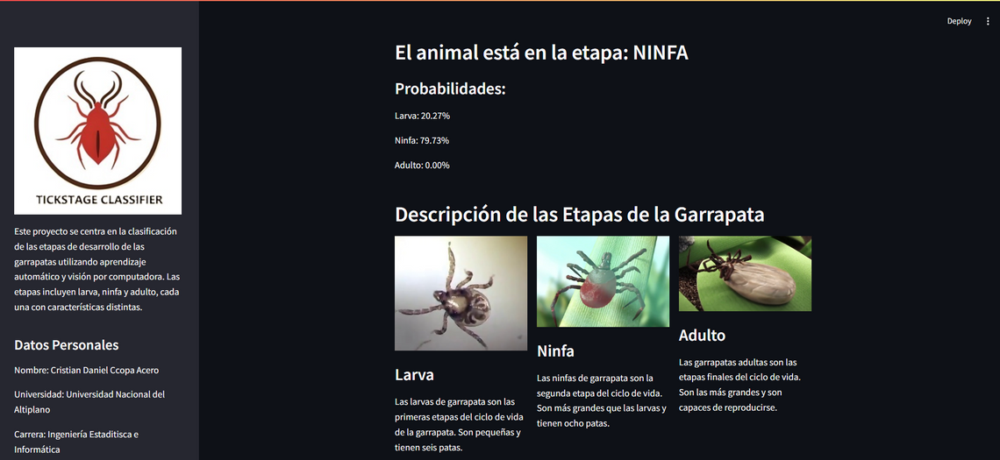 Deploy
TICKSTAGE CLASSIFIER
Este proyecto se centra en la clasificación
de las etapas de desarrollo de las
garrapatas utilizando aprendizaje
automático y visión por computadora. Las
etapas incluyen larva, ninfa y adulto, cada
una con características distintas.
Datos Personales
Nombre: Cristian Daniel Ccopa Acero
Universidad: Universidad Nacional del
Altiplano
Carrera: Ingeniería Estaditisca e
Informática
El animal está en la etapa: NINFA
Probabilidades:
Larva: 20.27%
Ninfa: 79.73%
Adulto: 0.00%
Descripción de las Etapas de la Garrapata
Larva
Las larvas de garrapata son las
primeras etapas del ciclo de vida
de la garrapata. Son pequeñas y
tienen seis patas.
Ninfa
Las ninfas de garrapata son la
segunda etapa del ciclo de vida.
Son más grandes que las larvas y
tienen ocho patas.
Adulto
Las garrapatas adultas son las
etapas finales del ciclo de vida.
Son las más grandes y son
capaces de reproducirse.